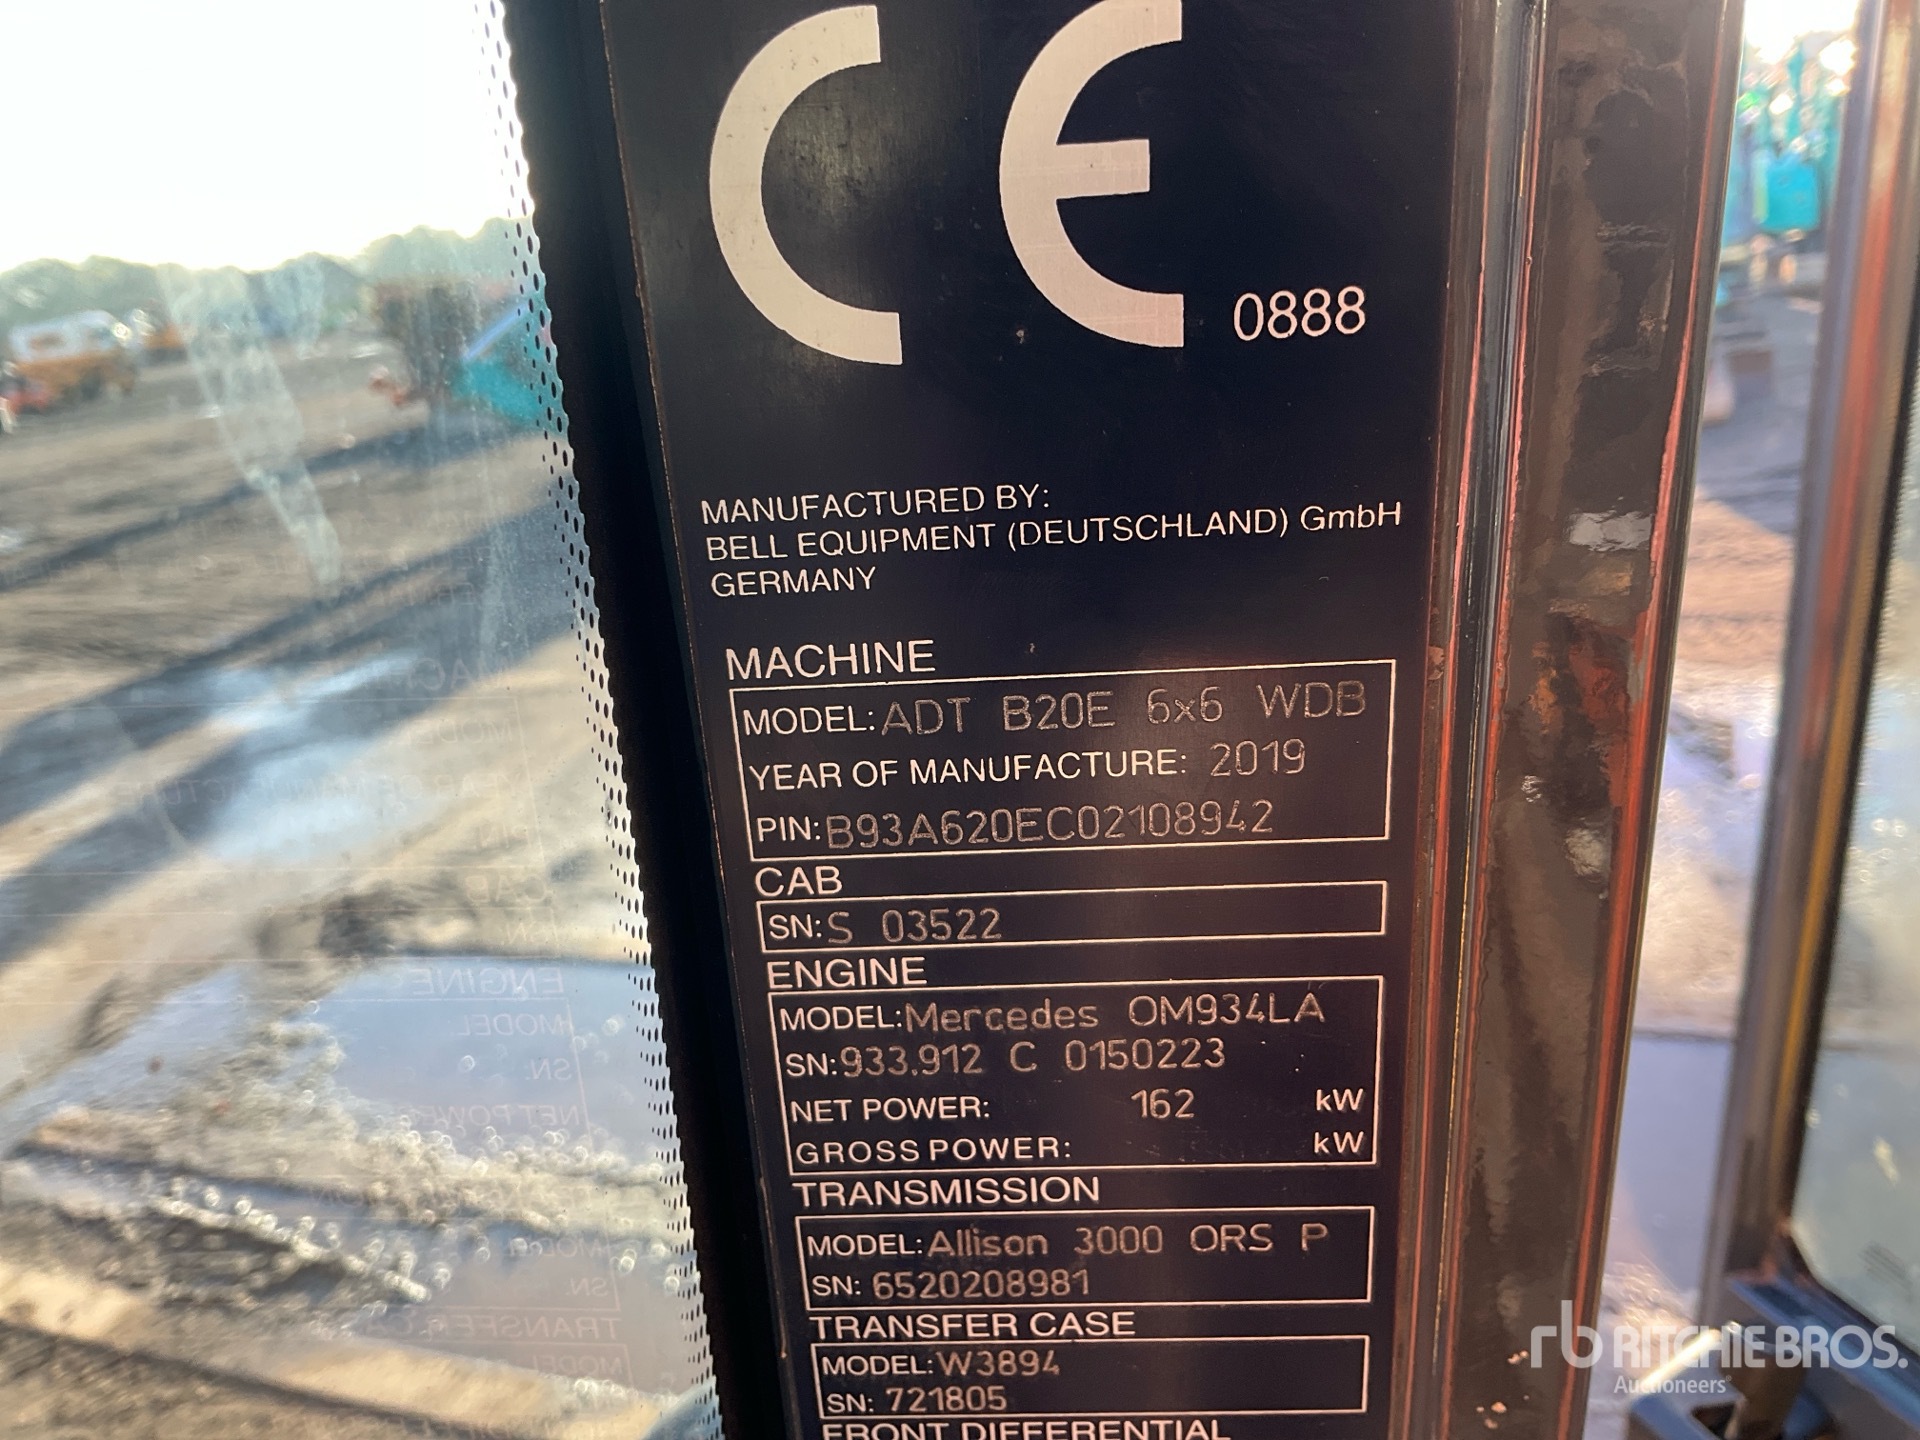 CE 0888
MANUFACTURED BY:
BELL EQUIPMENT (DEUTSCHLAND) GmbH
GERMANY
MACHINE
MODEL: ADT B20E 6x6 WDB
YEAR OF MANUFACTURE: 2019
PIN: B93A620EC02108942
CAB
SN: S 03522
ENGINE
MODEL: Mercedes OM934LA
SN: 933.912 C 0150223
NET POWER: 162 kW
GROSS POWER: kW
TRANSMISSION
MODEL: Allison 3000 ORS P
SN: 6520208981
TRANSFER CASE
MODEL: W3894
SN: 721805
FRONT DIFFERENTIAL
rb RITCHIE BROS.
Auctioneers